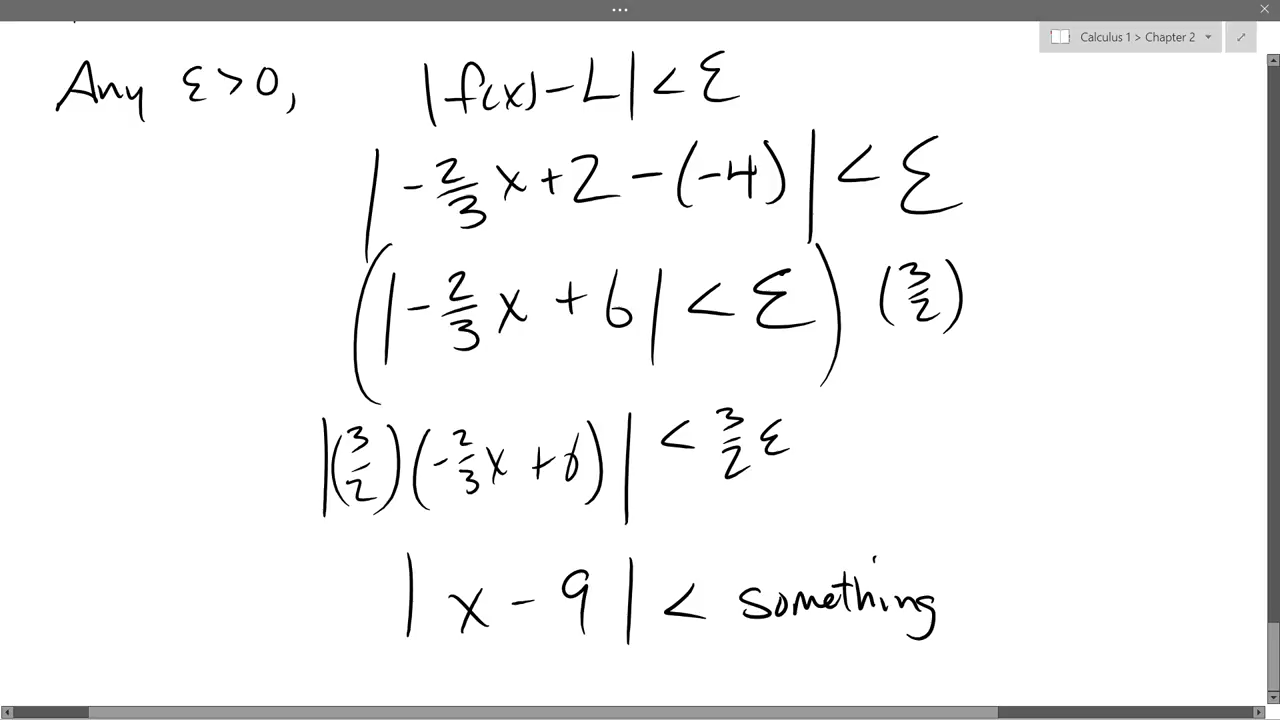 Calculus 1 > Chapter 2
Any ε > 0, |f(x) - L| < ε
|-2/3 x + 2 - (-4)| < ε
(|-2/3 x + 6| < ε) (3/2)
|(3/2)(-2/3 x + 6)| < 3/2 ε
|x - 9| < something